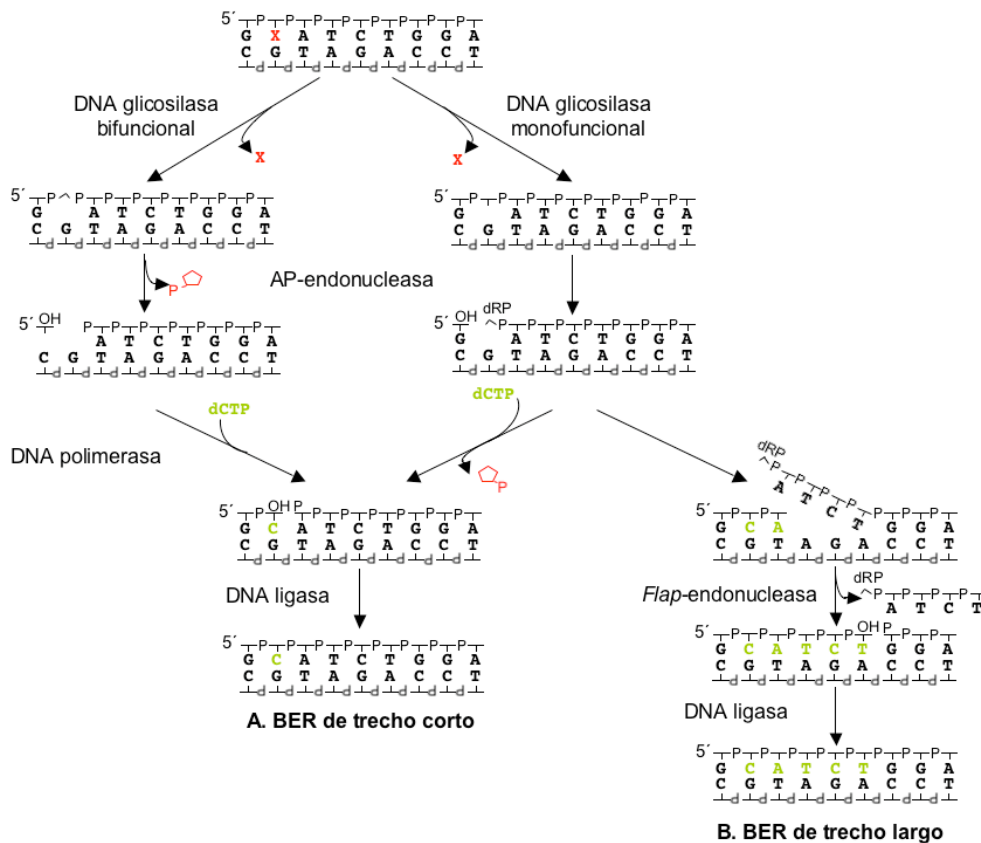 5´ P P P P P P P P
G X A T C T G G A
C G T A G A C C T
P P P P P P P P
DNA glicosilasa
bifuncional
DNA glicosilasa
monofuncional
X
X
5´ P ^ P P P P P P P
G A T C T G G A
C G T A G A C C T
P P P P P P P P
5´ P P P P P P P P
G A T C T G G A
C G T A G A C C T
P P P P P P P P
P
AP-endonucleasa
OH
5´ P P P P P P P
A T C T G G A
C G T A G A C C T
P P P P P P P P
OH dRP
5´ ^P P P P P P P
G A T C T G G A
C G T A G A C C T
P P P P P P P P
dCTP
dCTP
DNA polimerasa
P
OH P
5´ P P P P P P P
G C A T C T G G A
C G T A G A C C T
P P P P P P P P
dRP
^P P P P P
A T C T
5´ P P P P P P
G C A G G A
C G T A G A C C T
P P P P P P P P
DNA ligasa
Flap-endonucleasa
dRP
^P P P P
A T C T
5´ P P P P P P P P
G C A T C T G G A
C G T A G A C C T
P P P P P P P P
A. BER de trecho corto
OH P
5´ P P P P P P P
G C A T C T G G A
C G T A G A C C T
P P P P P P P P
DNA ligasa
5´ P P P P P P P P
G C A T C T G G A
C G T A G A C C T
P P P P P P P P
B. BER de trecho largo